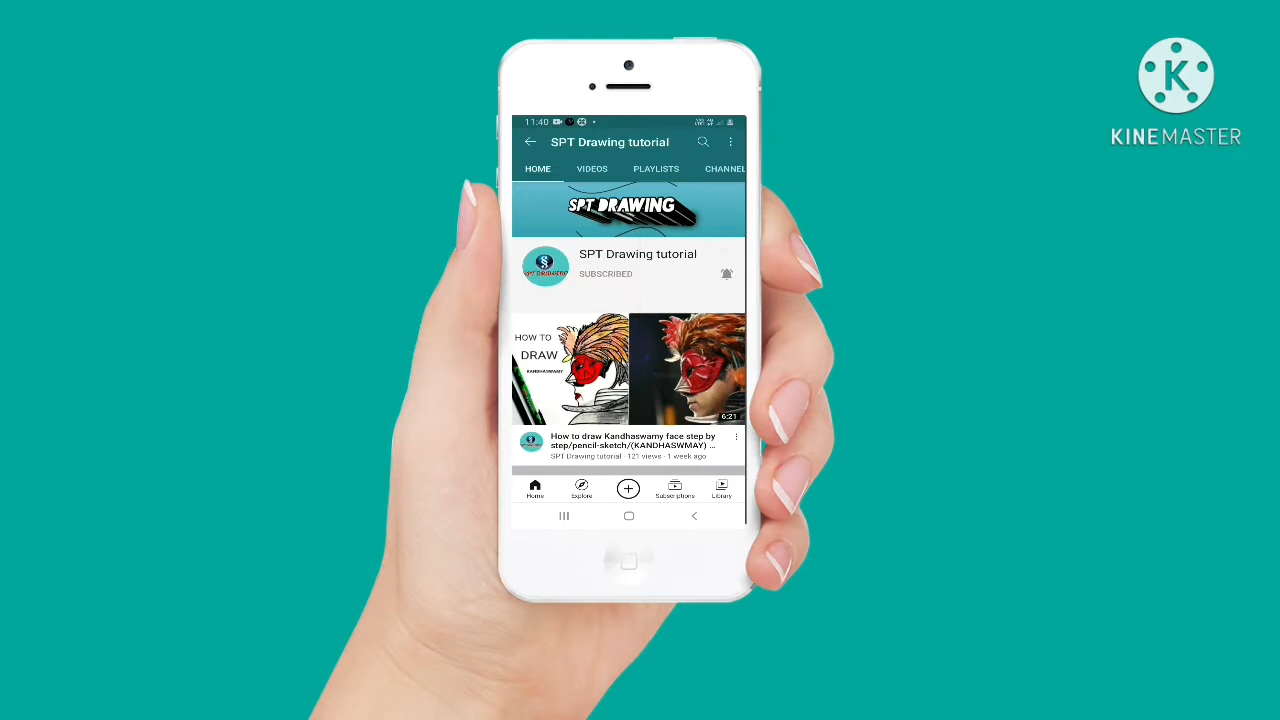 K
KINEMASTER
11:40
SPT Drawing tutorial
HOME VIDEOS PLAYLISTS CHANNEL
SPT DRAWING
SPT Drawing tutorial
SUBSCRIBED
HOW TO
DRAW
KANDHASWAMY
6:21
How to draw Kandhaswamy face step by
step/pencil-sketch/(KANDHASWMAY) ...
SPT Drawing tutorial · 121 views · 1 week ago
Home Explore Subscriptions Library